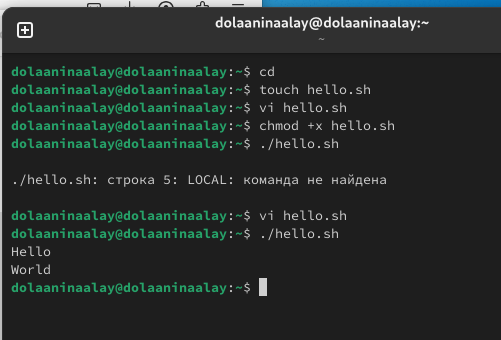 dolaaninaalay@dolaaninaalay:~
~
dolaaninaalay@dolaaninaalay:~$ cd
dolaaninaalay@dolaaninaalay:~$ touch hello.sh
dolaaninaalay@dolaaninaalay:~$ vi hello.sh
dolaaninaalay@dolaaninaalay:~$ chmod +x hello.sh
dolaaninaalay@dolaaninaalay:~$ ./hello.sh
./hello.sh: строка 5: LOCAL: команда не найдена
dolaaninaalay@dolaaninaalay:~$ vi hello.sh
dolaaninaalay@dolaaninaalay:~$ ./hello.sh
Hello
World
dolaaninaalay@dolaaninaalay:~$